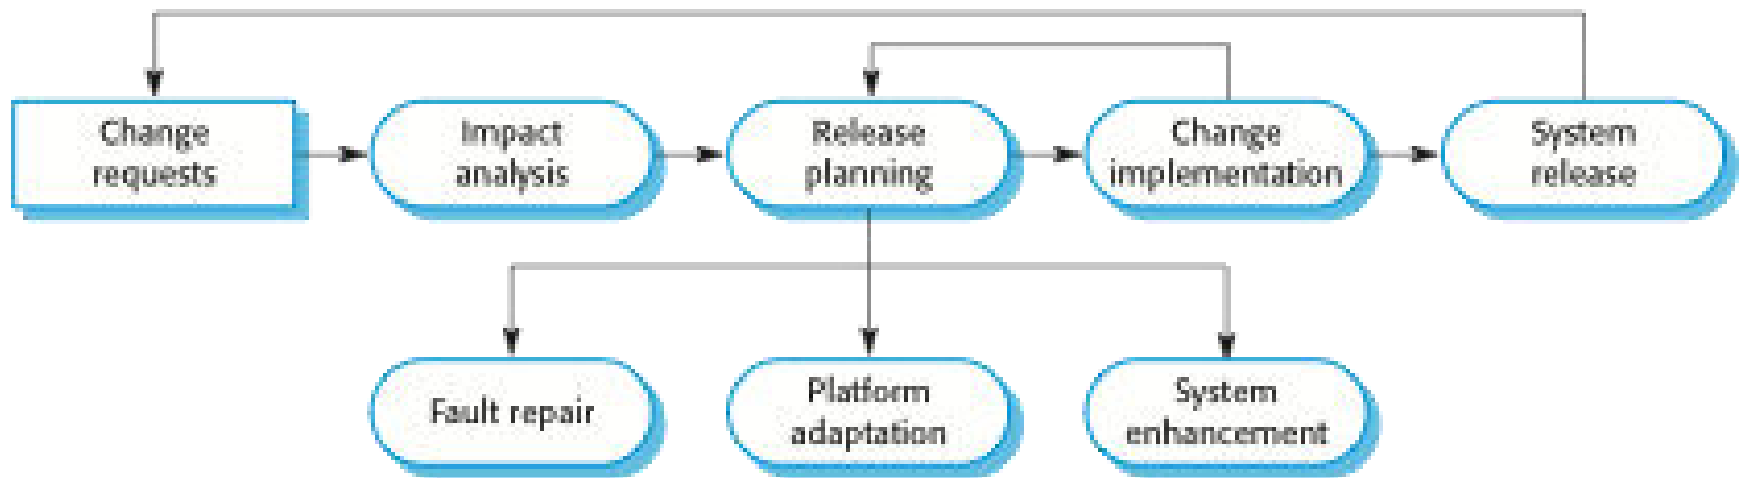 Change
requests
Impact
analysis
Release
planning
Change
implementation
System
release
Fault repair
Platform
adaptation
System
enhancement